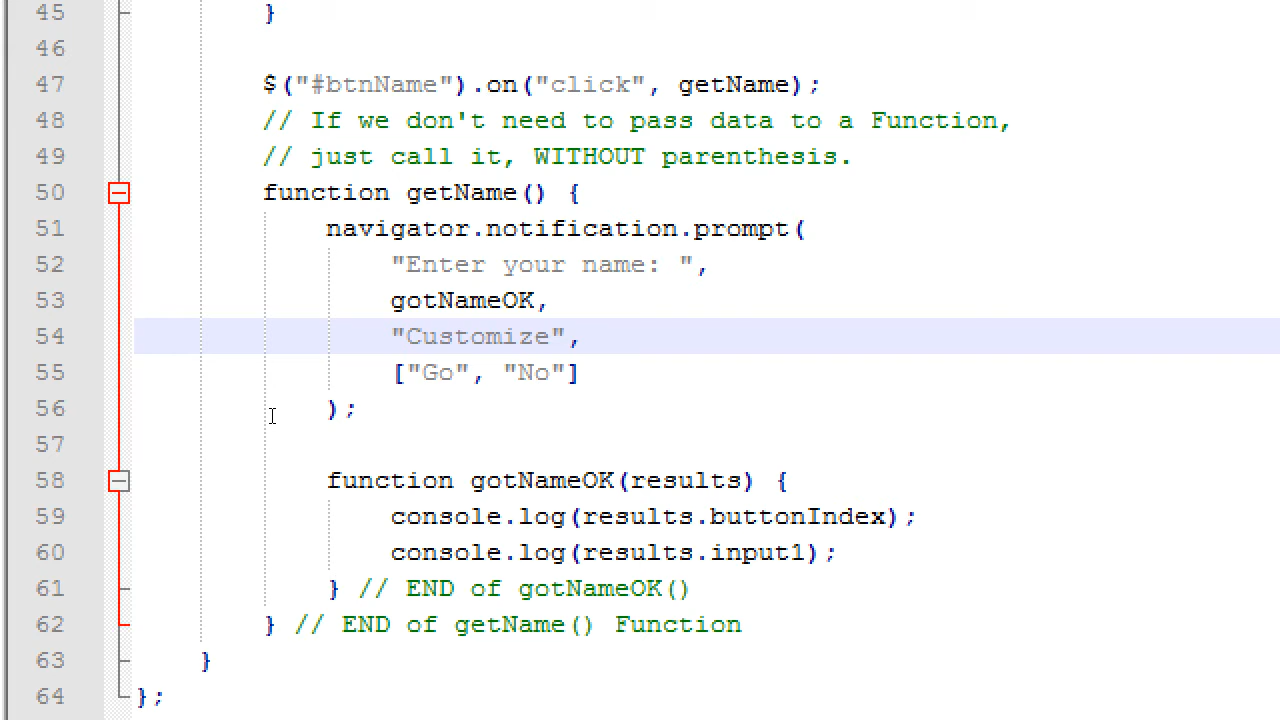 45 }
46
47 $("#btnName").on("click", getName);
48 // If we don't need to pass data to a Function,
49 // just call it, WITHOUT parenthesis.
50 function getName() {
51 navigator.notification.prompt(
52 "Enter your name: ",
53 gotNameOK,
54 "Customize",
55 ["Go", "No"]
56 );
57
58 function gotNameOK(results) {
59 console.log(results.buttonIndex);
60 console.log(results.input1);
61 } // END of gotNameOK()
62 } // END of getName() Function
63 }
64 };